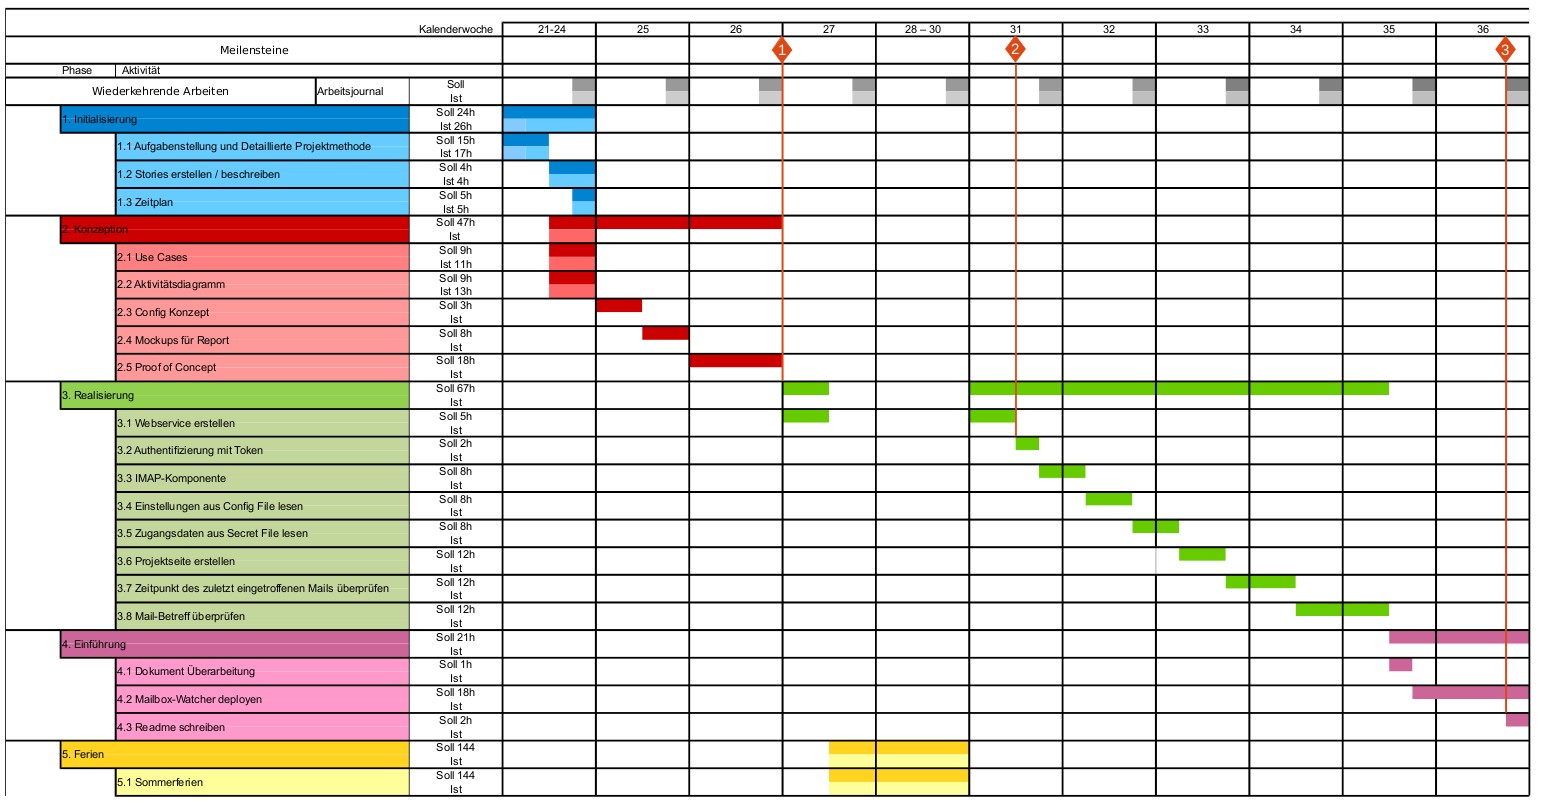 Kalenderwoche 21-24 25 26 27 28 – 30 31 32 33 34 35 36
Meilensteine 1 2 3
Phase Aktivität
Wiederkehrende Arbeiten Arbeitsjournal Soll
Ist
1. Initialisierung Soll 24h
Ist 26h
1.1 Aufgabenstellung und Detaillierte Projektmethode Soll 15h
Ist 17h
1.2 Stories erstellen / beschreiben Soll 4h
Ist 4h
1.3 Zeitplan Soll 5h
Ist 5h
2. Konzeption Soll 47h
Ist
2.1 Use Cases Soll 9h
Ist 11h
2.2 Aktivitätsdiagramm Soll 9h
Ist 13h
2.3 Config Konzept Soll 3h
Ist
2.4 Mockups für Report Soll 8h
Ist
2.5 Proof of Concept Soll 18h
Ist
3. Realisierung Soll 67h
Ist
3.1 Webservice erstellen Soll 5h
Ist
3.2 Authentifizierung mit Token Soll 2h
Ist
3.3 IMAP-Komponente Soll 8h
Ist
3.4 Einstellungen aus Config File lesen Soll 8h
Ist
3.5 Zugangsdaten aus Secret File lesen Soll 8h
Ist
3.6 Projektseite erstellen Soll 12h
Ist
3.7 Zeitpunkt des zuletzt eingetroffenen Mails überprüfen Soll 12h
Ist
3.8 Mail-Betreff überprüfen Soll 12h
Ist
4. Einführung Soll 21h
Ist
4.1 Dokument Überarbeitung Soll 1h
Ist
4.2 Mailbox-Watcher deployen Soll 18h
Ist
4.3 Readme schreiben Soll 2h
Ist
5. Ferien Soll 144
Ist
5.1 Sommerferien Soll 144
Ist